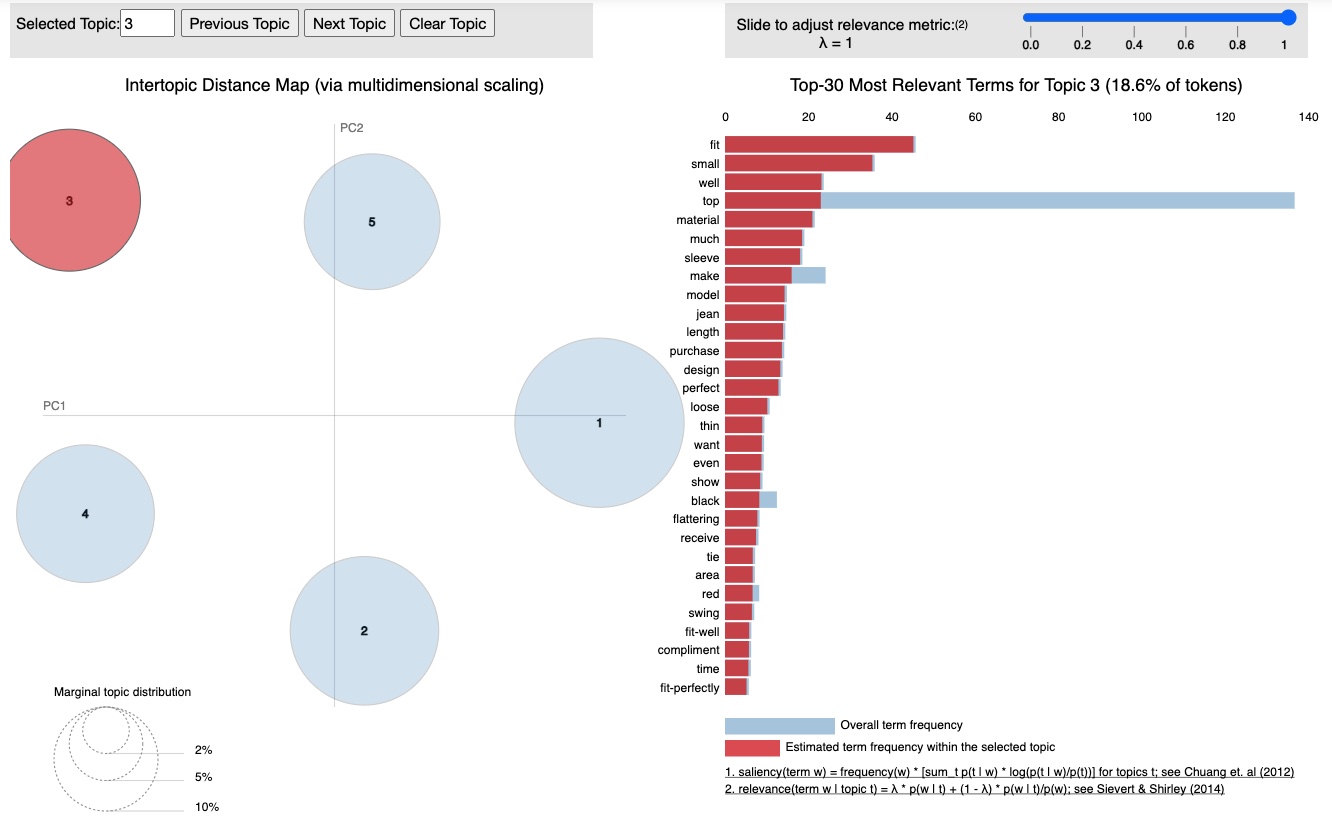 Selected Topic: 3 Previous Topic Next Topic Clear Topic
Slide to adjust relevance metric:(2)
λ = 1
0.0 0.2 0.4 0.6 0.8 1
Intertopic Distance Map (via multidimensional scaling)
PC2
PC1
3
5
1
4
2
Marginal topic distribution
2%
5%
10%
Top-30 Most Relevant Terms for Topic 3 (18.6% of tokens)
0 20 40 60 80 100 120 140
fit
small
well
top
material
much
sleeve
make
model
jean
length
purchase
design
perfect
loose
thin
want
even
show
black
flattering
receive
tie
area
red
swing
fit-well
compliment
time
fit-perfectly
Overall term frequency
Estimated term frequency within the selected topic
1. saliency(term w) = frequency(w) * [sum_t p(t | w) * log(p(t | w)/p(t))] for topics t; see Chuang et. al (2012)
2. relevance(term w | topic t) = λ * p(w | t) + (1 - λ) * p(w | t)/p(w); see Sievert & Shirley (2014)